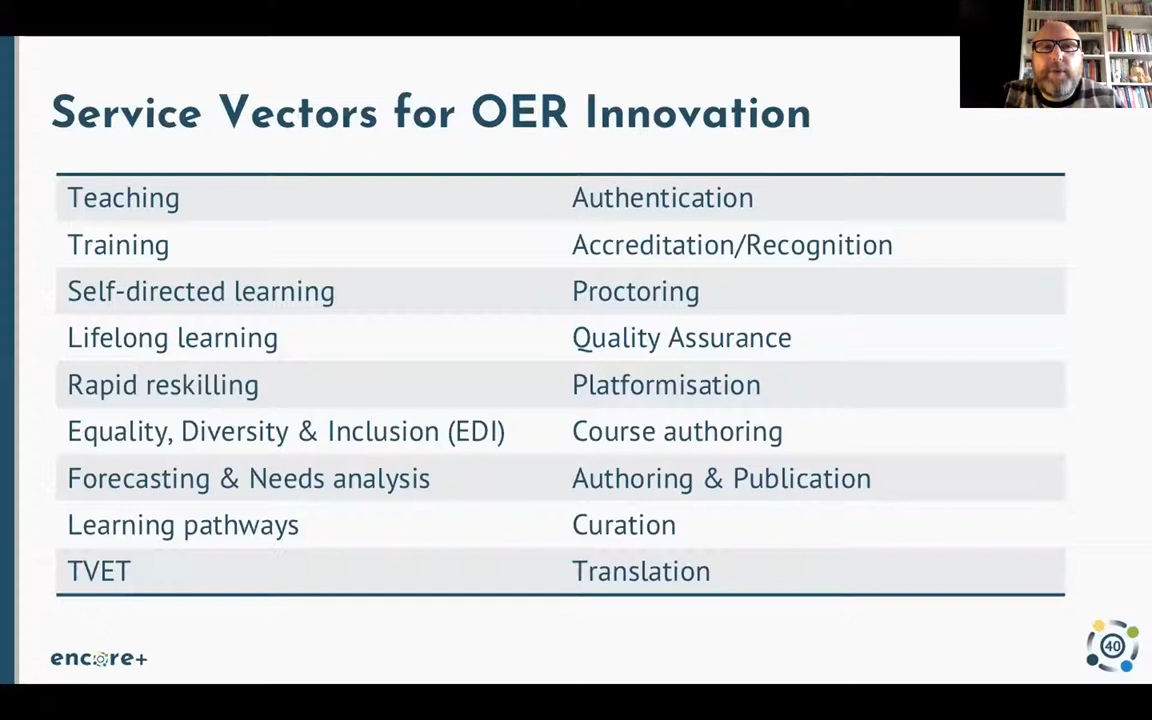 Service Vectors for OER Innovation
Teaching Authentication
Training Accreditation/Recognition
Self-directed learning Proctoring
Lifelong learning Quality Assurance
Rapid reskilling Platformisation
Equality, Diversity & Inclusion (EDI) Course authoring
Forecasting & Needs analysis Authoring & Publication
Learning pathways Curation
TVET Translation
encore+
40